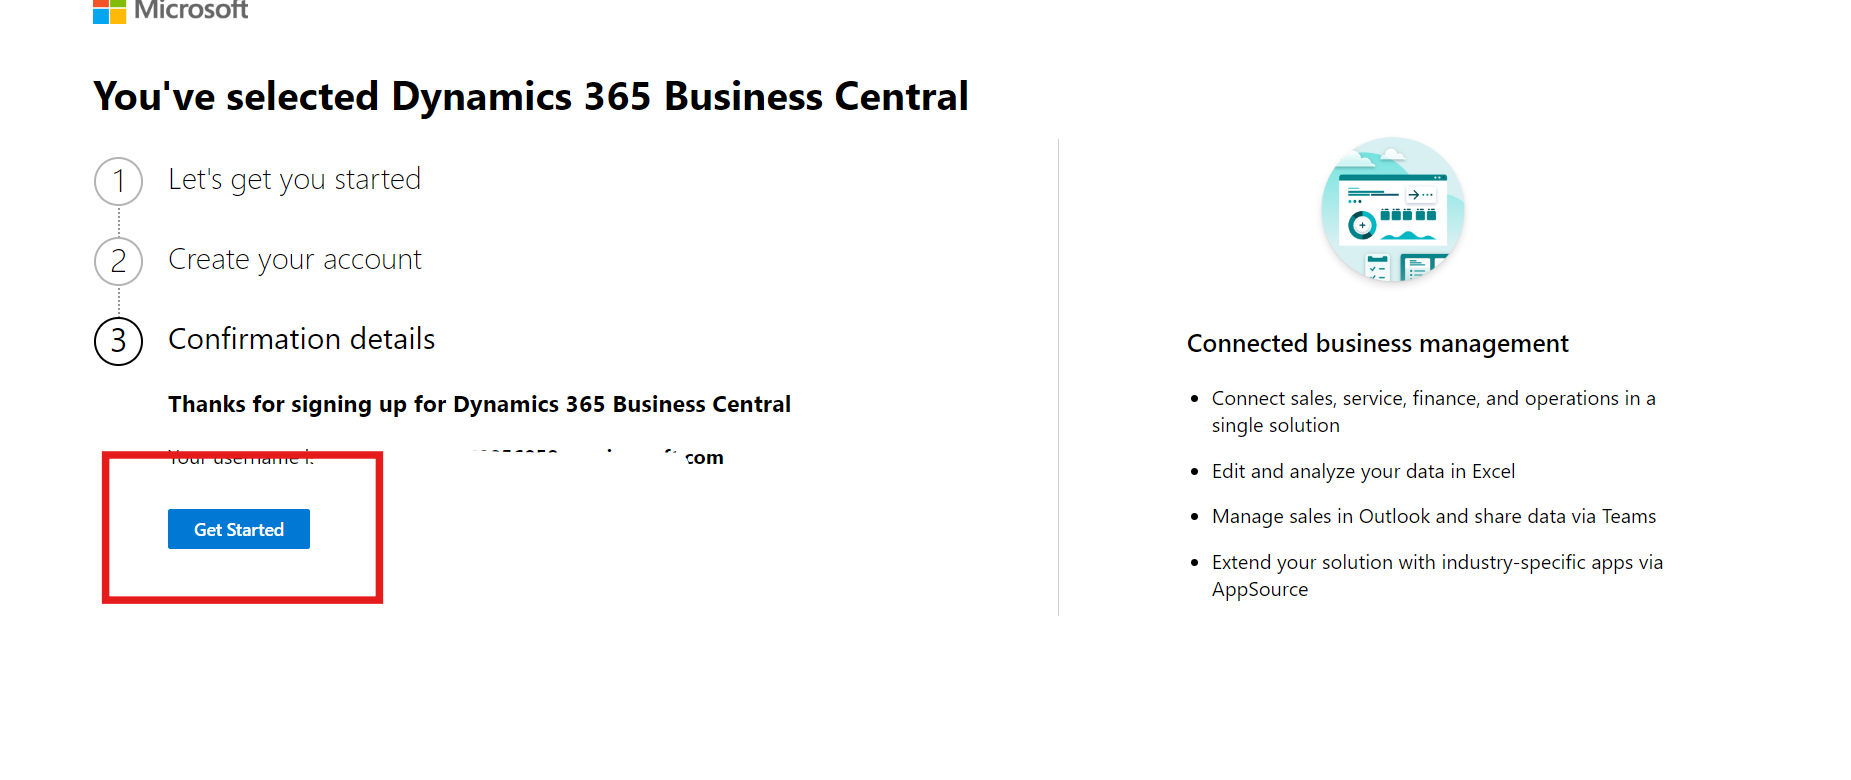 Microsoft
You've selected Dynamics 365 Business Central
1 Let's get you started
2 Create your account
3 Confirmation details
Thanks for signing up for Dynamics 365 Business Central
Your username
com
Get Started
Connected business management
• Connect sales, service, finance, and operations in a
single solution
• Edit and analyze your data in Excel
• Manage sales in Outlook and share data via Teams
• Extend your solution with industry-specific apps via
AppSource